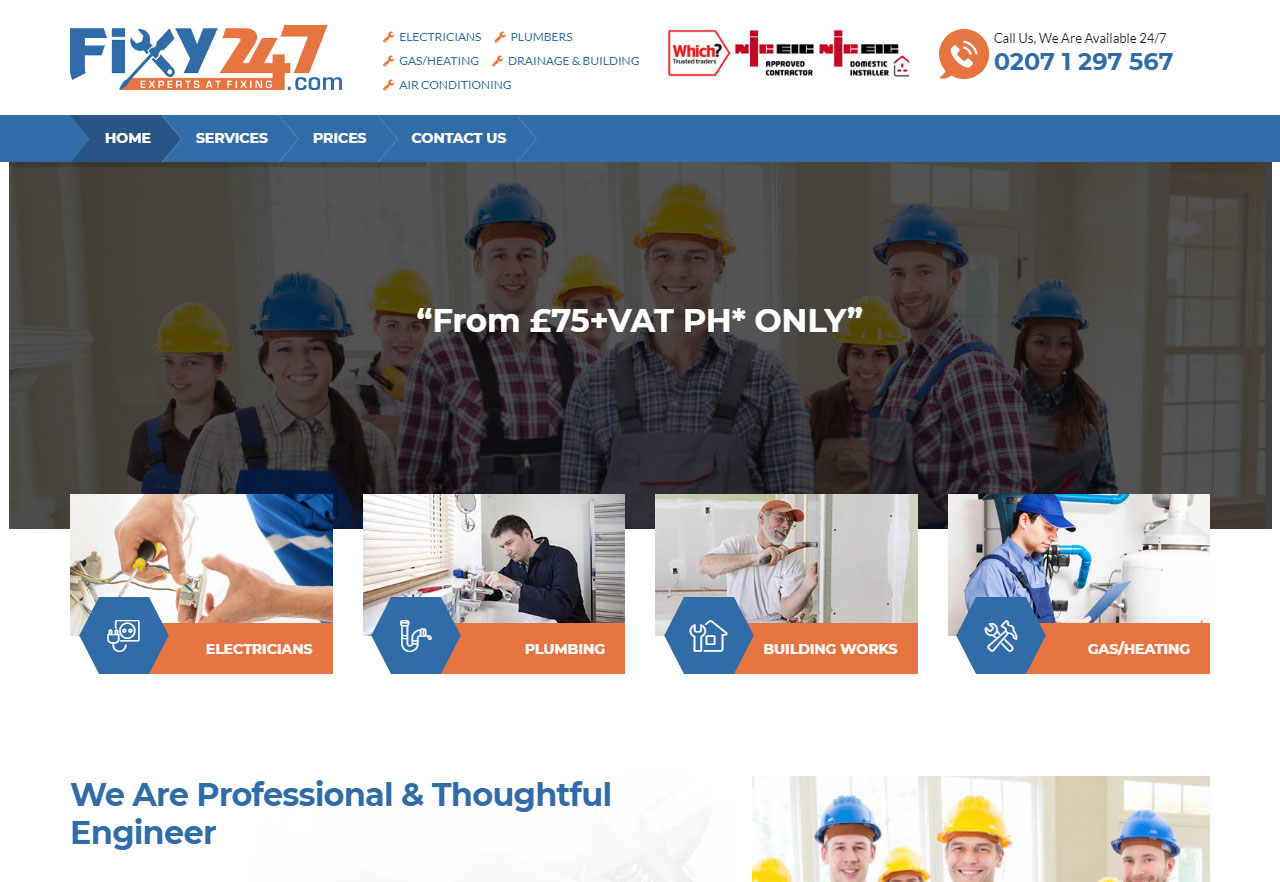 FiXY247.com
EXPERTS AT FIXING
ELECTRICIANS PLUMBERS
GAS/HEATING DRAINAGE & BUILDING
AIR CONDITIONING
Which?
Trusted traders
NICEIC
APPROVED
CONTRACTOR
NICEIC
DOMESTIC
INSTALLER
Call Us, We Are Available 24/7
0207 1 297 567
HOME SERVICES PRICES CONTACT US
“From £75+VAT PH* ONLY”
ELECTRICIANS
PLUMBING
BUILDING WORKS
GAS/HEATING
We Are Professional & Thoughtful
Engineer